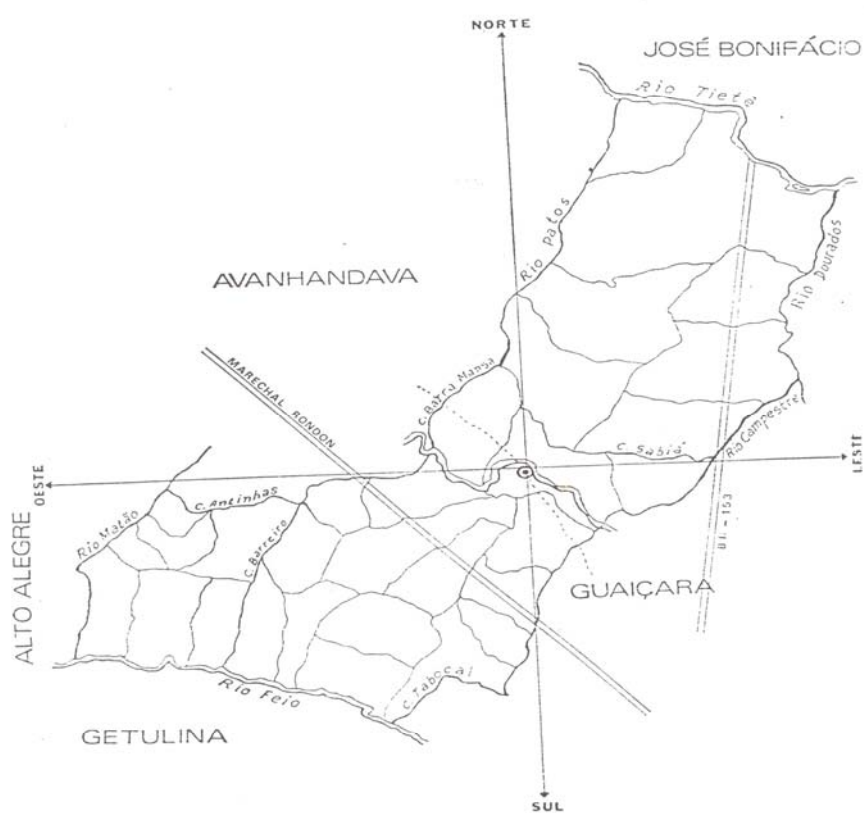 NORTE
JOSÉ BONIFÁCIO
Rio Tietê
Rio patos
Rio Dourados
AVANHANDAVA
MARECHAL RONDON
C. Barra Mansa
Rio Campestre
C. Sabiá
LESTE
OESTE
C. Antinhas
Rio Matão
C. Barreiro
BR - 153
ALTO ALEGRE
GUAIÇARA
C. Tabocal
Rio Feio
GETULINA
SUL